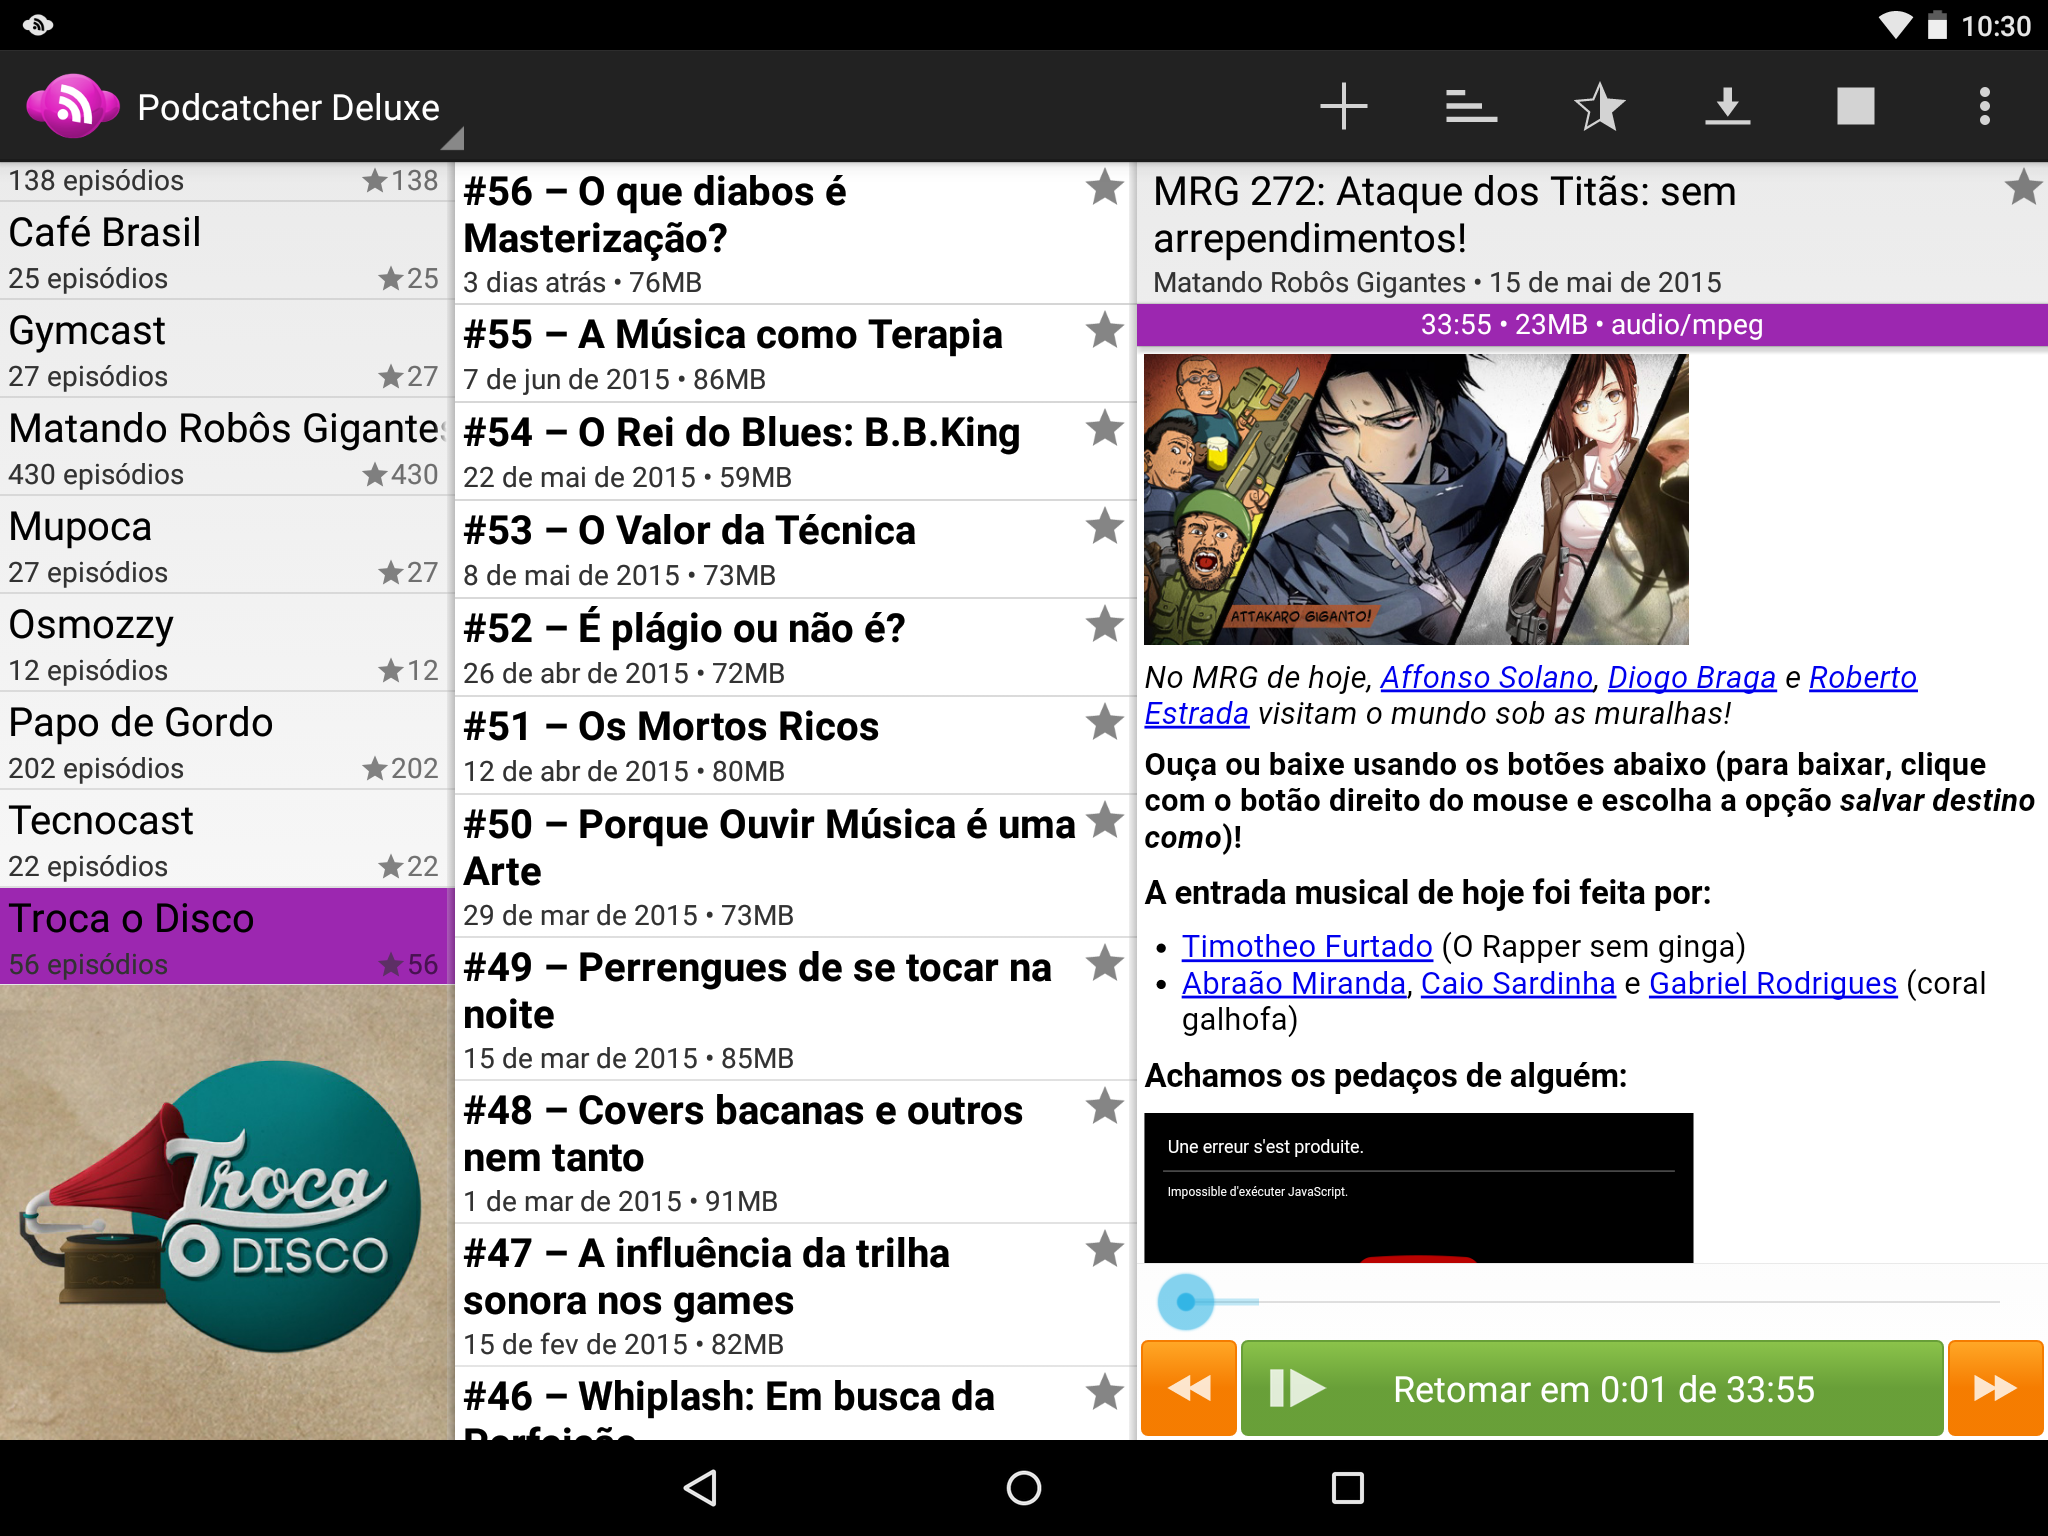 10:30
Podcatcher Deluxe
138 episódios
138
Café Brasil
25 episódios
25
Gymcast
27 episódios
27
Matando Robôs Gigantes
430 episódios
430
Mupoca
27 episódios
27
Osmozzy
12 episódios
12
Papo de Gordo
202 episódios
202
Tecnocast
22 episódios
22
Troca o Disco
56 episódios
56
Troca
O DISCO
#56 – O que diabos é
Masterização?
3 dias atrás • 76MB
#55 – A Música como Terapia
7 de jun de 2015 • 86MB
#54 – O Rei do Blues: B.B.King
22 de mai de 2015 • 59MB
#53 – O Valor da Técnica
8 de mai de 2015 • 73MB
#52 – É plágio ou não é?
26 de abr de 2015 • 72MB
#51 – Os Mortos Ricos
12 de abr de 2015 • 80MB
#50 – Porque Ouvir Música é uma
Arte
29 de mar de 2015 • 73MB
#49 – Perrengues de se tocar na
noite
15 de mar de 2015 • 85MB
#48 – Covers bacanas e outros
nem tanto
1 de mar de 2015 • 91MB
#47 – A influência da trilha
sonora nos games
15 de fev de 2015 • 82MB
#46 – Whiplash: Em busca da
Perfeição
MRG 272: Ataque dos Titãs: sem
arrependimentos!
Matando Robôs Gigantes • 15 de mai de 2015
33:55 • 23MB • audio/mpeg
ATTAKARO GIGANTO!
No MRG de hoje, Affonso Solano, Diogo Braga e Roberto
Estrada visitam o mundo sob as muralhas!
Ouça ou baixe usando os botões abaixo (para baixar, clique
com o botão direito do mouse e escolha a opção salvar destino
como)!
A entrada musical de hoje foi feita por:
• Timotheo Furtado (O Rapper sem ginga)
• Abraão Miranda, Caio Sardinha e Gabriel Rodrigues (coral
galhofa)
Achamos os pedaços de alguém:
Une erreur s'est produite.
Impossible d'exécuter JavaScript.
Retomar em 0:01 de 33:55